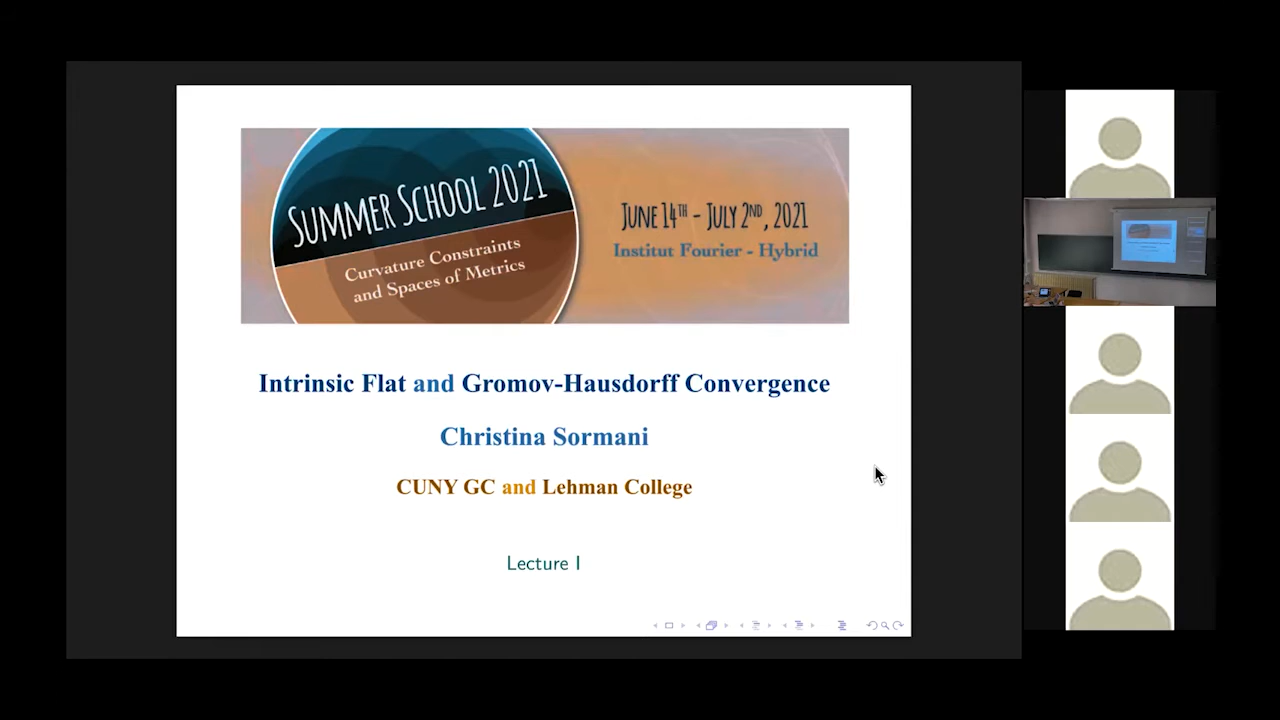 SUMMER SCHOOL 2021
Curvature Constraints
and Spaces of Metrics
JUNE 14TH - JULY 2ND, 2021
Institut Fourier - Hybrid
Intrinsic Flat and Gromov-Hausdorff Convergence
Christina Sormani
CUNY GC and Lehman College
Lecture I